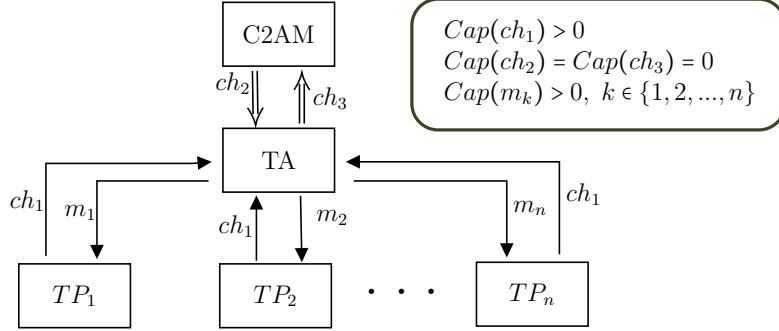 C2AM
Cap(ch₁) > 0
Cap(ch₂) = Cap(ch₃) = 0
Cap(mₖ) > 0, k ∈ {1, 2, ..., n}
ch₂
ch₃
TA
ch₁
m₁
ch₁
m₂
mₙ
ch₁
TP₁
TP₂
. . .
TPₙ